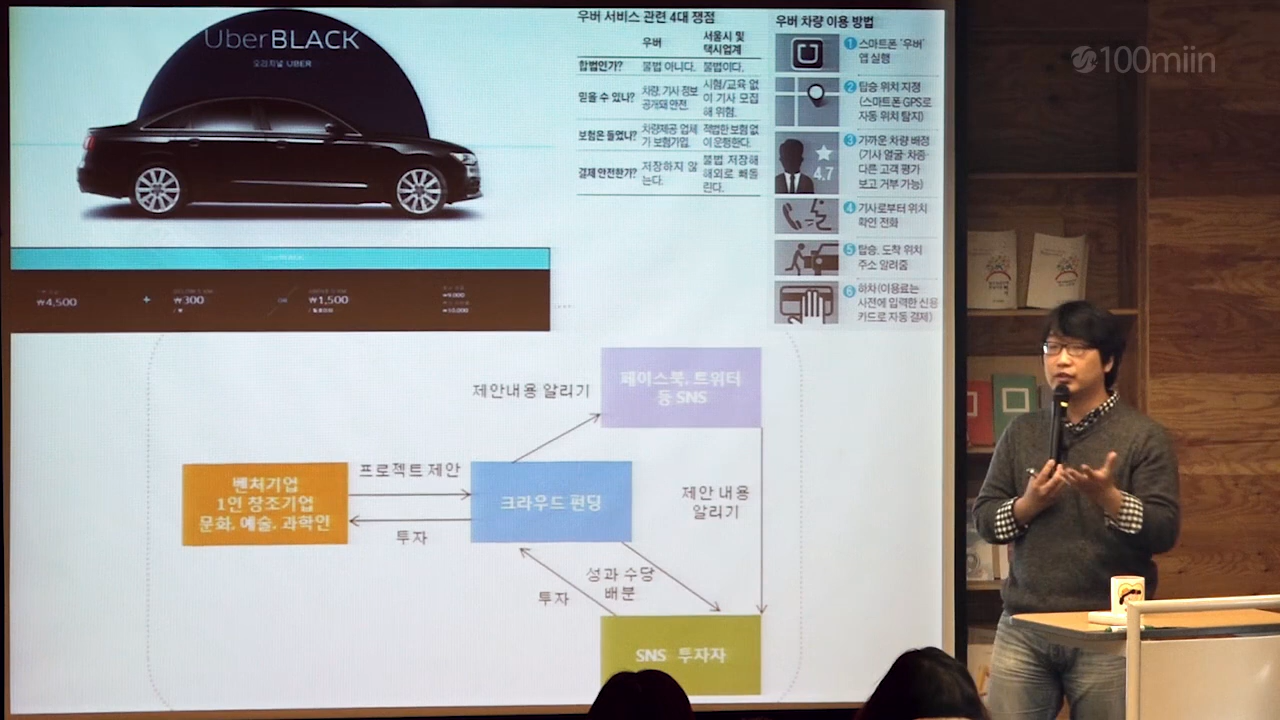 UberBLACK
오리지널 UBER
UberBLACK
₩4,500
+
₩300
OR
₩1,500
우버 서비스 관련 4대 쟁점
우버
서울시 및
택시업계
합법인가?
불법 아니다.
불법이다.
믿을 수 있나?
차량, 기사 정보
공개돼 안전
시험/교육 없
이 기사 모집
해 위험.
보험은 들었나?
차량제공 업체
가 보험가입.
적법한 보험 없
이 운행한다.
결제 안전한가?
저장하지 않
는다.
불법 저장해
해외로 빼돌
린다.
우버 차량 이용 방법
1 스마트폰 '우버'
앱 실행
2 탑승 위치 지정
(스마트폰 GPS로
자동 위치 탐지)
4.7
3 가까운 차량 배정
(기사 얼굴·차종·
다른 고객 평가
보고 거부 가능)
4 기사로부터 위치
확인 전화
5 탑승, 도착 위치
주소 알려줌
6 하차(이용료는
사전에 입력한 신용
카드로 자동 결제)
페이스북, 트위터
등 SNS
제안내용 알리기
프로젝트 제안
벤처기업
1인 창조기업
문화, 예술, 과학인
크라우드 펀딩
투자
제안 내용
알리기
성과 수당
배분
투자
SNS 투자자
100miin